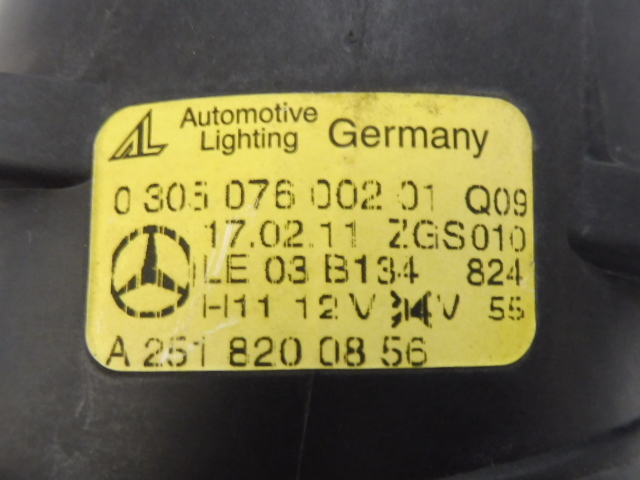 AL Automotive Lighting Germany
0 305 076 002 01 Q09
17.02.11 ZGS010
LE 03 B134 824
H11 12V V 55
A 251 820 08 56